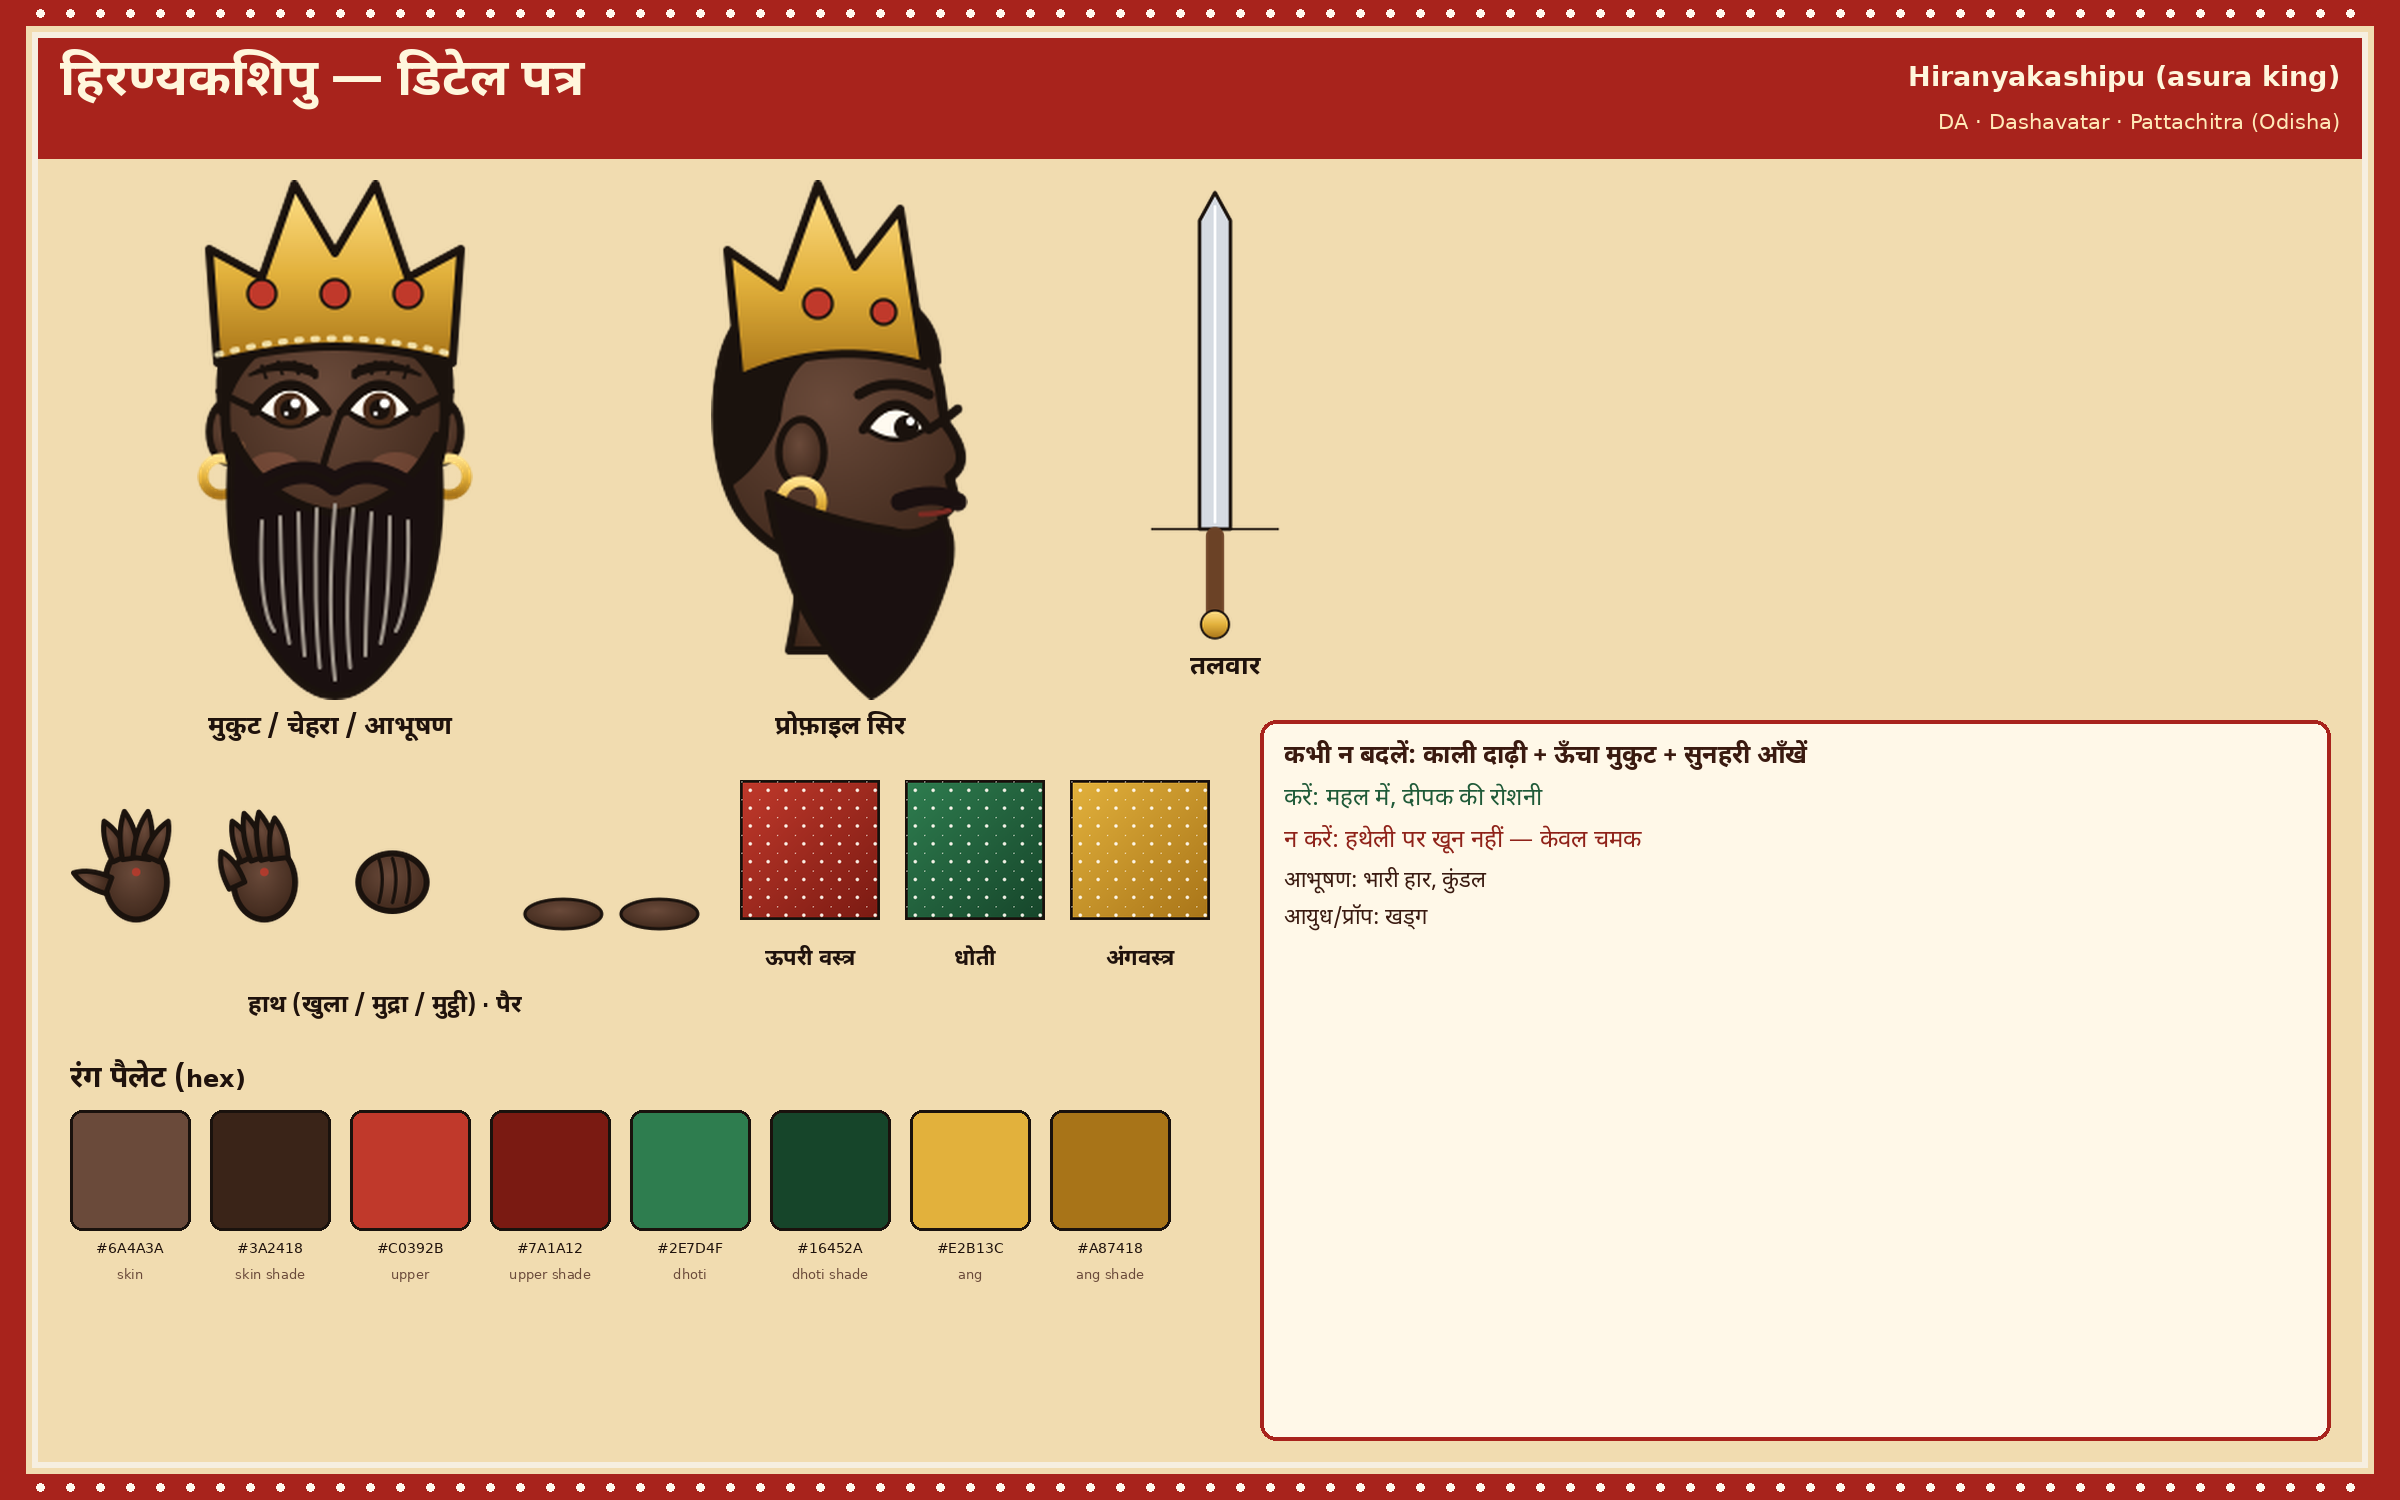 हिरण्यकशिपु — डिटेल पत्र
Hiranyakashipu (asura king)
DA · Dashavatar · Pattachitra (Odisha)
तलवार
मुकुट / चेहरा / आभूषण
प्रोफ़ाइल सिर
कभी न बदलें: काली दाढ़ी + ऊँचा मुकुट + सुनहरी आँखें
करें: महल में, दीपक की रोशनी
न करें: हथेली पर खून नहीं — केवल चमक
आभूषण: भारी हार, कुंडल
आयुध/प्रॉप: खड्ग
ऊपरी वस्त्र
धोती
अंगवस्त्र
हाथ (खुला / मुद्रा / मुट्ठी) · पैर
रंग पैलेट (hex)
#6A4A3A #3A2418 #C0392B #7A1A12 #2E7D4F #16452A #E2B13C #A87418
skin skin shade upper upper shade dhoti dhoti shade ang ang shade